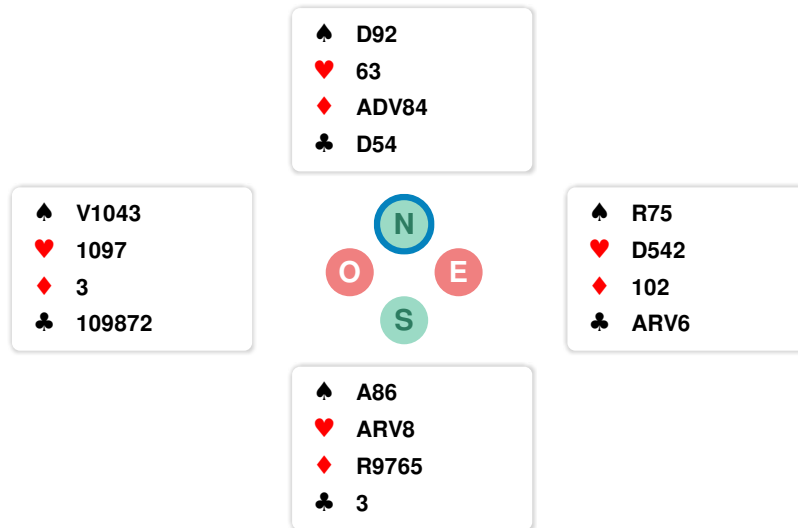 ♠ D92
♥ 63
♦ ADV84
♣ D54
♠ V1043
♥ 1097
♦ 3
♣ 109872
N
O E
S
♠ R75
♥ D542
♦ 102
♣ ARV6
♠ A86
♥ ARV8
♦ R9765
♣ 3